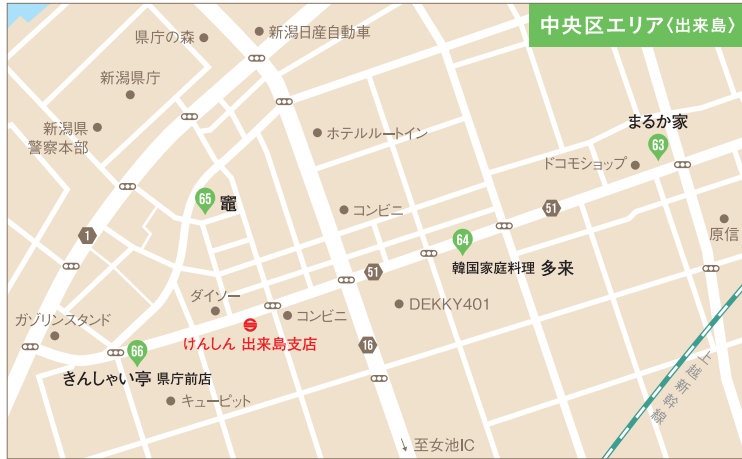 中央区エリア〈出来島〉
県庁の森
新潟日産自動車
新潟県庁
新潟県
警察本部
ホテルルートイン
まるか家
63
ドコモショップ
65
竈
コンビニ
51
1
64
韓国家庭料理 多来
原信
51
ダイソー
DEKKY401
ガソリンスタンド
コンビニ
けんしん 出来島支店
16
66
きんしゃい亭 県庁前店
キューピット
上越新幹線
至女池IC